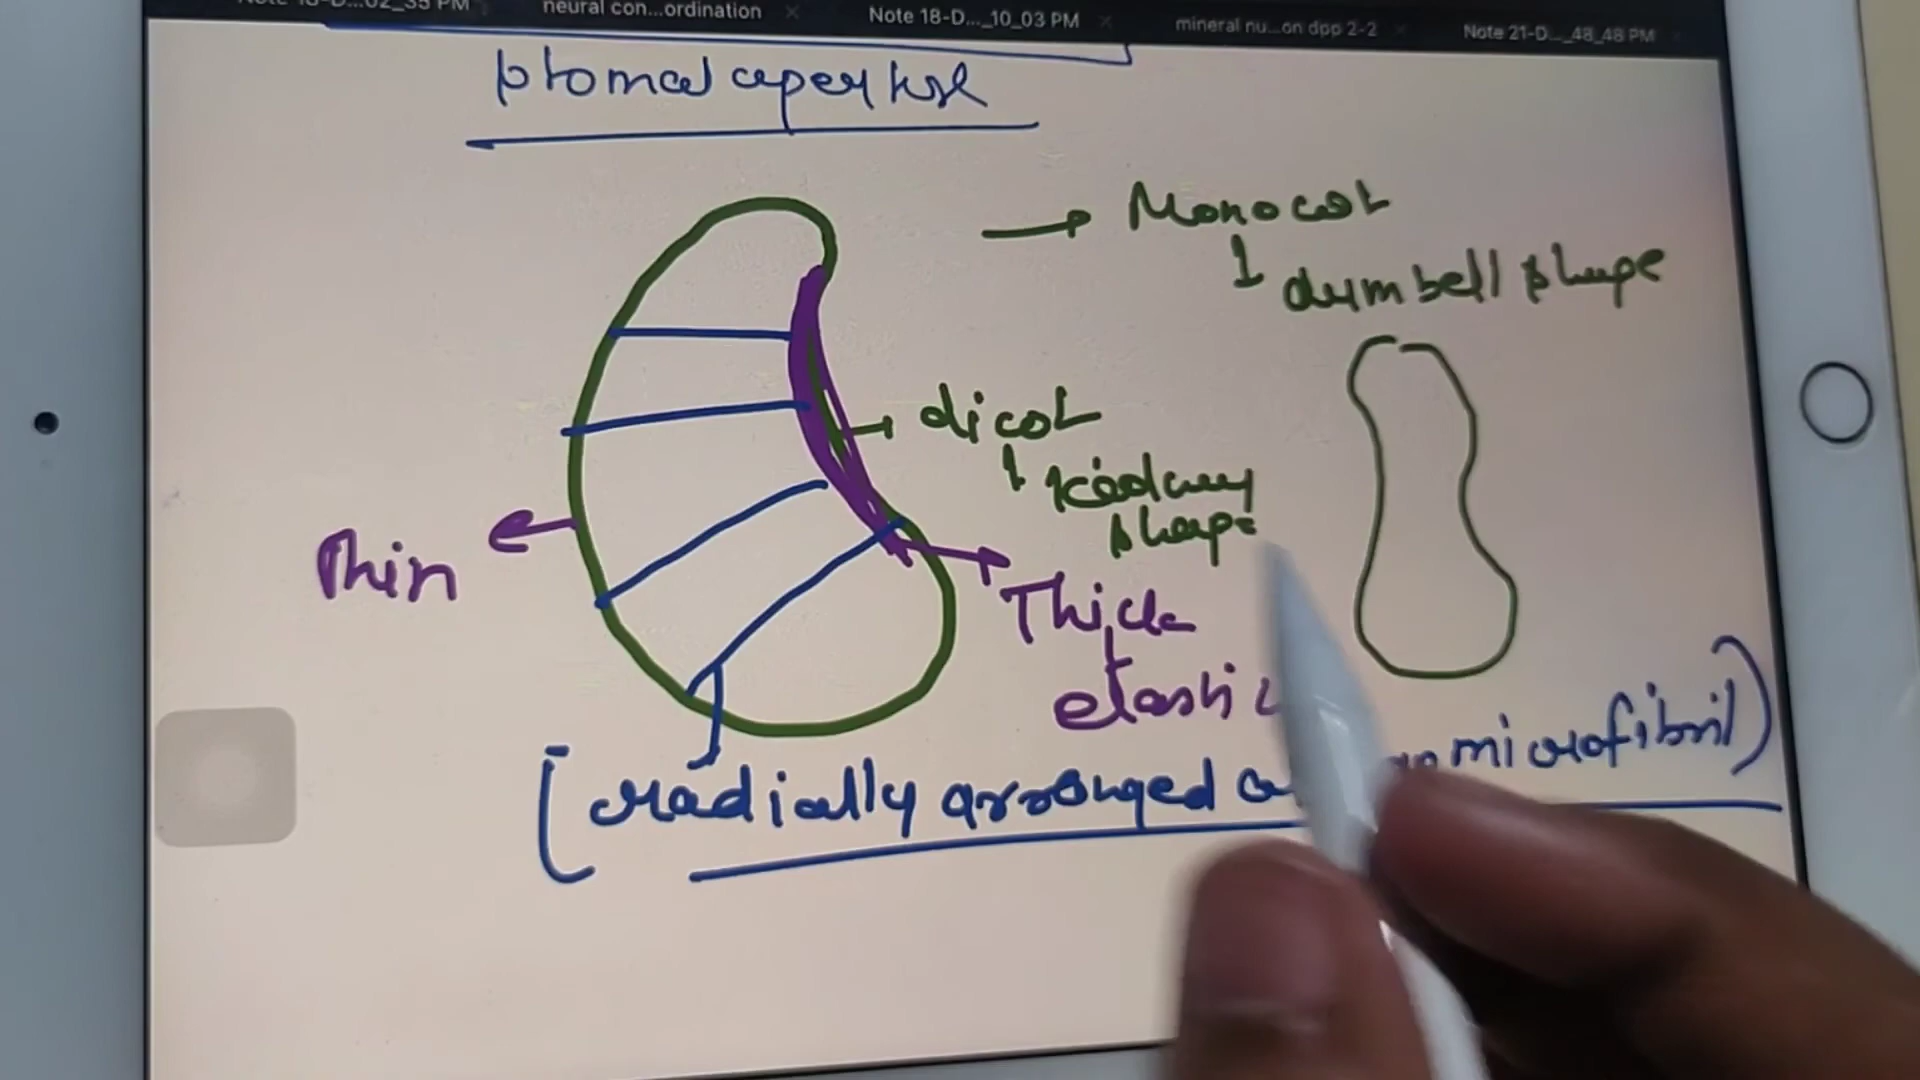 neural con...ordination
Note 18-D..._10_03 PM
mineral nu...on dpp 2-2
Note 21-D..._48_48 PM
stomal aperture
Monocot
dumbell shape
dicot
Kidney
shape
Thin
Thick
elastic
(radially arranged microfibril)